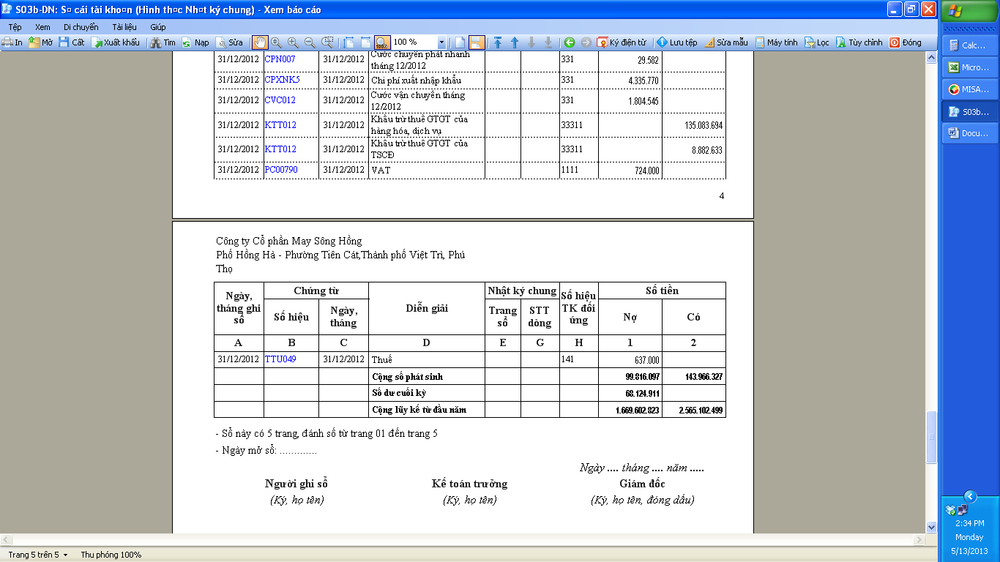 S03b-DN: S¤ cái tài kho¤n (Hình th¤c Nh¤t ký chung) - Xem báo cáo
Tệp Xem Di chuyển Tài liệu Giúp
In Mở Cất Xuất khẩu Tìm Nạp Sửa 100 % Ký điện tử Lưu tệp Sửa mẫu Máy tính Lọc Tùy chỉnh Đóng
31/12/2012 CPN007 31/12/2012 Cước chuyển phát nhanh tháng 12/2012 331 29.582
31/12/2012 CPXNK5 31/12/2012 Chi phí xuất nhập khẩu 331 4.335.770
31/12/2012 CVC012 31/12/2012 Cước vận chuyển tháng 12/2012 331 1.804.545
31/12/2012 KTT012 31/12/2012 Khấu trừ thuế GTGT của hàng hóa, dịch vụ 33311 135.083.694
31/12/2012 KTT012 31/12/2012 Khấu trừ thuế GTGT của TSCĐ 33311 8.882.633
31/12/2012 PC00790 31/12/2012 VAT 1111 724.000
4
Công ty Cổ phần May Sông Hồng
Phố Hồng Hà - Phường Tiên Cát,Thành phố Việt Trì, Phú
Thọ
Ngày, tháng ghi sổ Chứng từ Diễn giải Nhật ký chung Số hiệu TK đối ứng Số tiền
Số hiệu Ngày, tháng Trang sổ STT dòng Nợ Có
A B C D E G H 1 2
31/12/2012 TTU049 31/12/2012 Thuế 141 637.000
Cộng số phát sinh 99.816.097 143.966.327
Số dư cuối kỳ 68.124.911
Cộng lũy kế từ đầu năm 1.669.602.823 2.565.102.499
- Sổ này có 5 trang, đánh số từ trang 01 đến trang 5
- Ngày mở sổ: .............
Ngày .... tháng .... năm .....
Người ghi sổ Kế toán trưởng Giám đốc
(Ký, họ tên) (Ký, họ tên) (Ký, họ tên, đóng dấu)
Trang 5 trên 5 Thu phóng 100%
start
Calc...
Micro...
MISA...
S03b...
Docu...
2:34 PM
Monday
5/13/2013